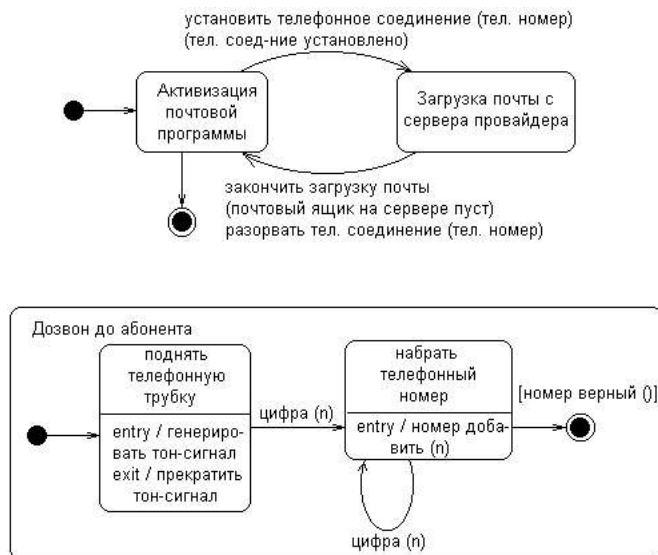 установить телефонное соединение (тел. номер)
(тел. соед-ние установлено)
Активизация
почтовой
программы
Загрузка почты с
сервера провайдера
закончить загрузку почты
(почтовый ящик на сервере пуст)
разорвать тел. соединение (тел. номер)
Дозвон до абонента
поднять
телефонную
трубку
entry / генериро-
вать тон-сигнал
exit / прекратить
тон-сигнал
цифра (n)
набрать
телефонный
номер
entry / номер доба-
вить (n)
[номер верный ()]
цифра (n)